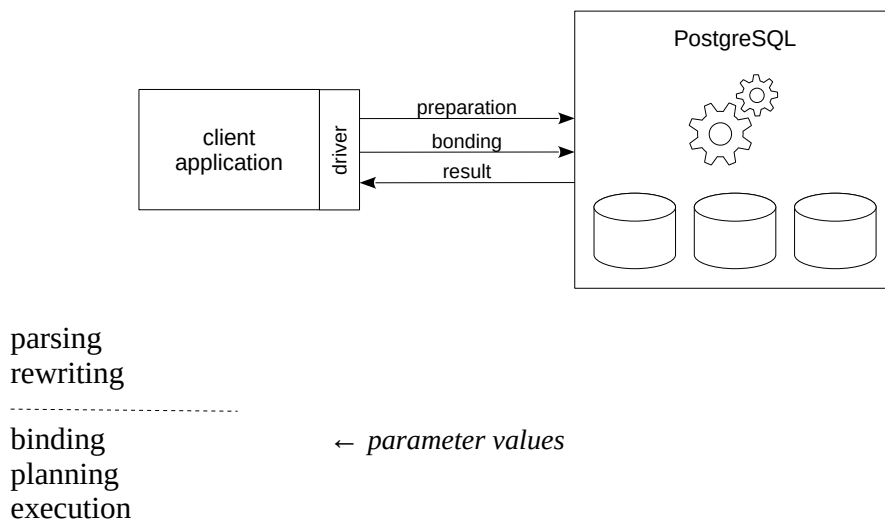 PostgreSQL
client
application
driver
preparation
bonding
result
parsing
rewriting
binding
← parameter values
planning
execution